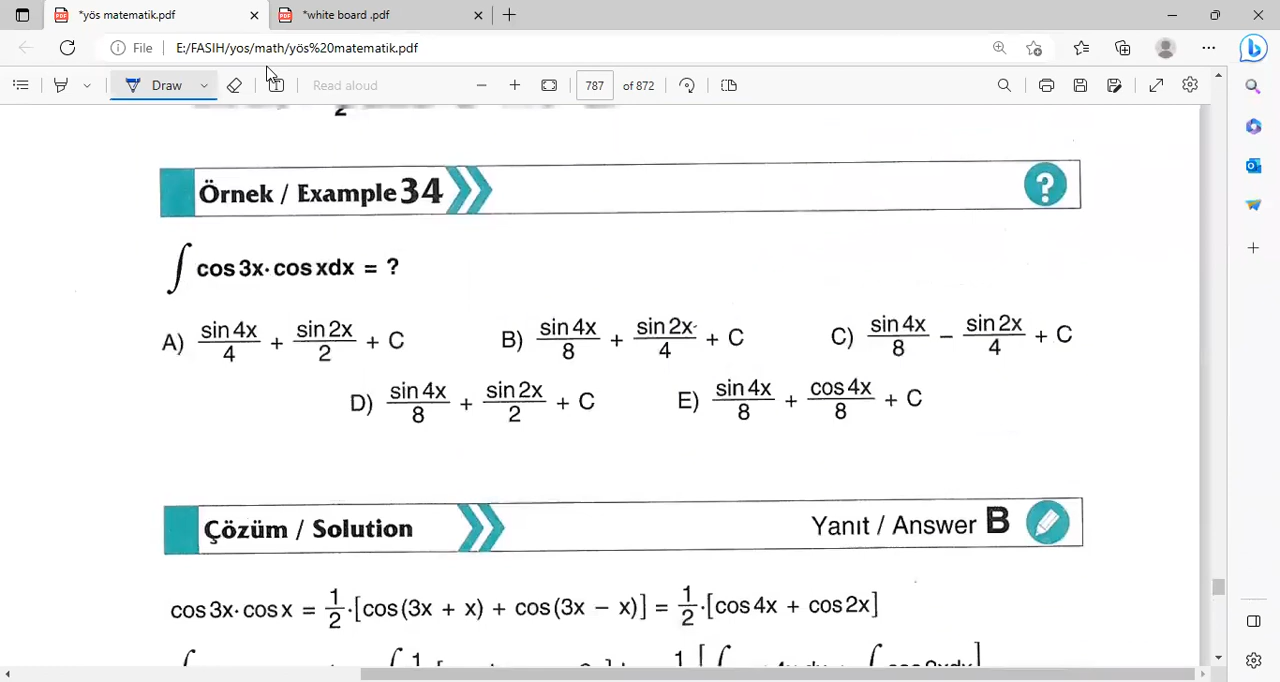 *yös matematik.pdf
*white board .pdf
File E:/FASIH/yos/math/yös%20matematik.pdf
Draw Read aloud 787 of 872
Örnek / Example 34
?
∫ cos 3x· cos xdx = ?
A) sin 4x/4 + sin 2x/2 + C B) sin 4x/8 + sin 2x/4 + C C) sin 4x/8 − sin 2x/4 + C
D) sin 4x/8 + sin 2x/2 + C E) sin 4x/8 + cos 4x/8 + C
Çözüm / Solution Yanıt / Answer B
cos 3x· cos x = 1/2 ·[cos (3x + x) + cos (3x − x)] = 1/2 ·[cos 4x + cos 2x]